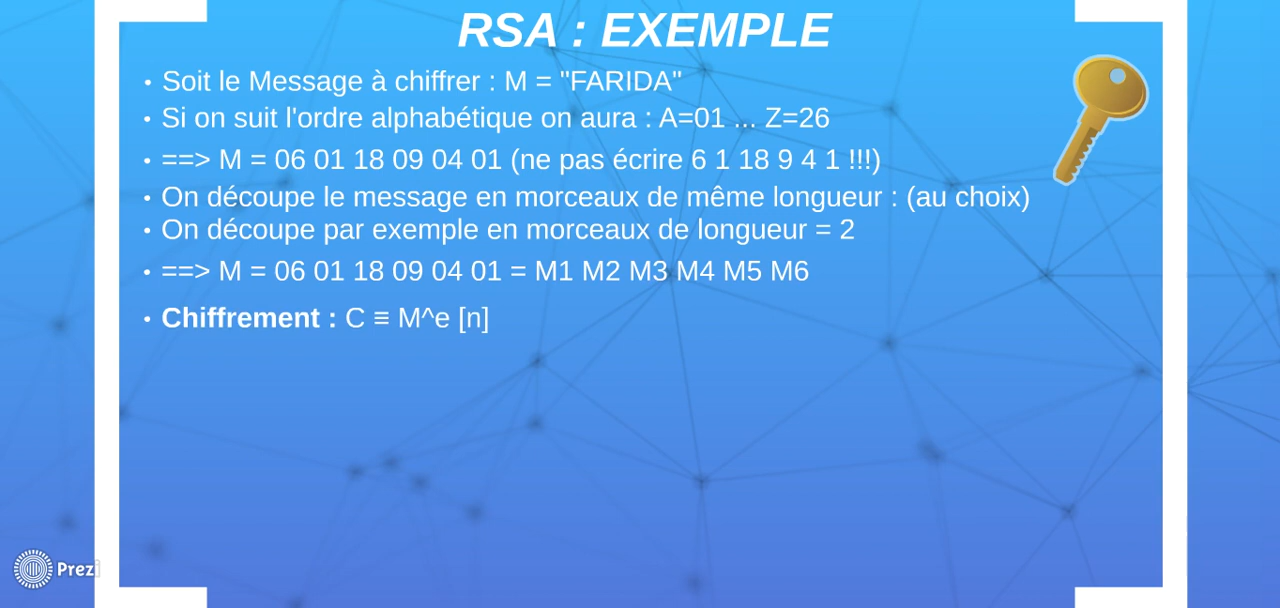 RSA : EXEMPLE
• Soit le Message à chiffrer : M = "FARIDA"
• Si on suit l'ordre alphabétique on aura : A=01 ... Z=26
• ==> M = 06 01 18 09 04 01 (ne pas écrire 6 1 18 9 4 1 !!!)
• On découpe le message en morceaux de même longueur : (au choix)
• On découpe par exemple en morceaux de longueur = 2
• ==> M = 06 01 18 09 04 01 = M1 M2 M3 M4 M5 M6
• Chiffrement : C ≡ M^e [n]
Prezi